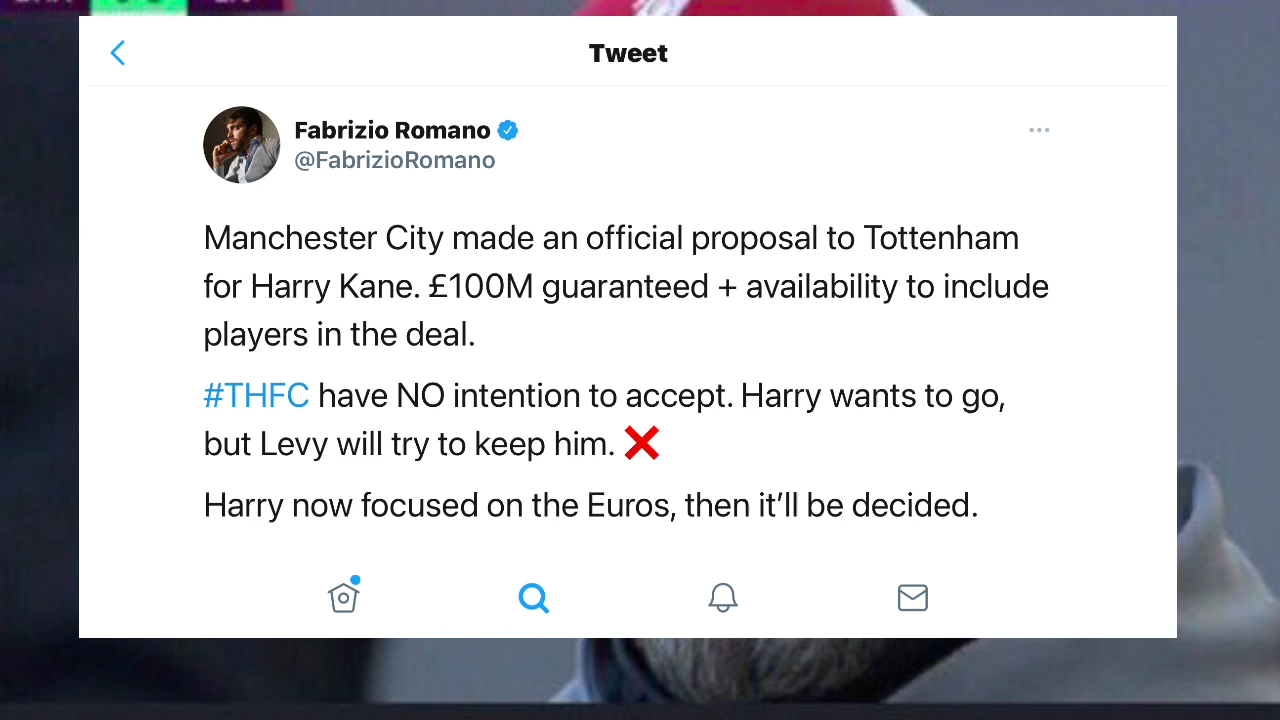 Tweet
Fabrizio Romano
@FabrizioRomano
Manchester City made an official proposal to Tottenham
for Harry Kane. £100M guaranteed + availability to include
players in the deal.
#THFC have NO intention to accept. Harry wants to go,
but Levy will try to keep him. ❌
Harry now focused on the Euros, then it’ll be decided.